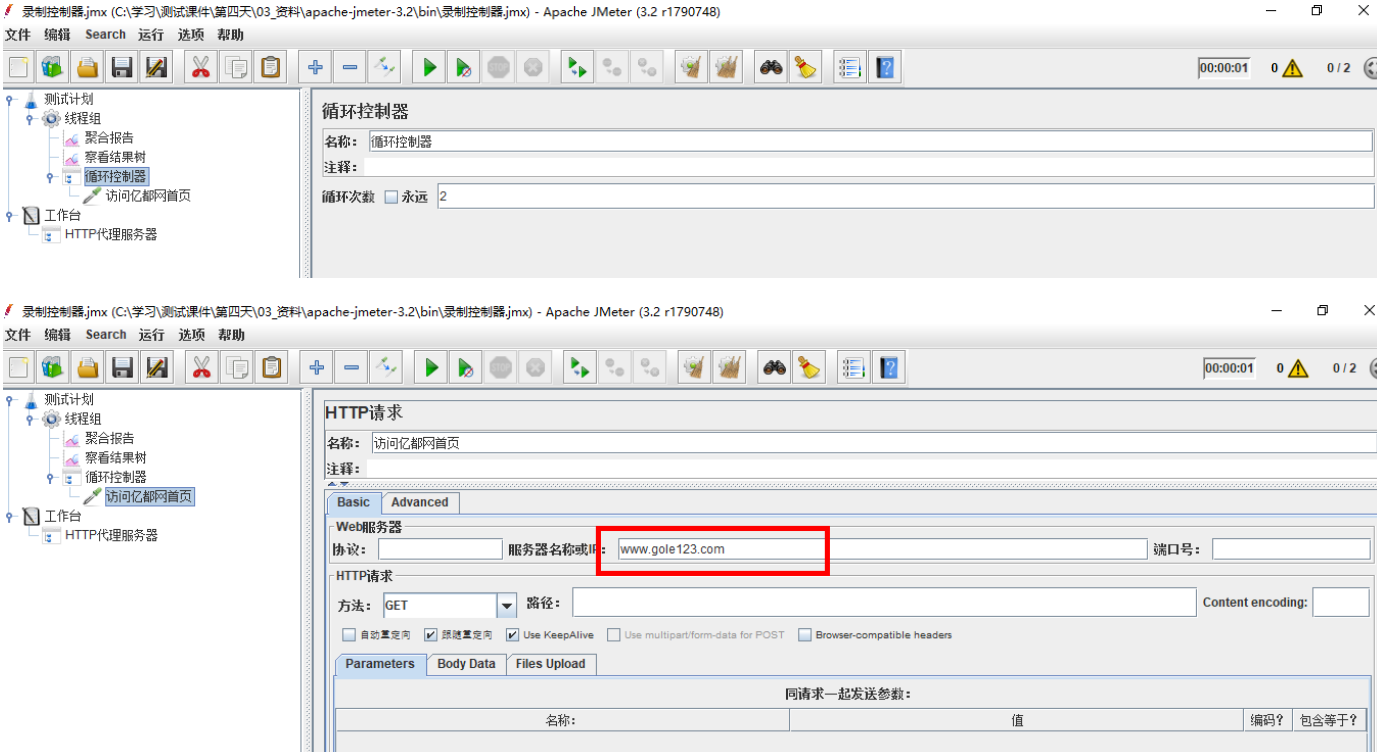 录制控制器.jmx (C:\学习\测试课件\第四天\03_资料\apache-jmeter-3.2\bin\录制控制器.jmx) - Apache JMeter (3.2 r1790748)
文件 编辑 Search 运行 选项 帮助
00:00:01 0 0 / 2
测试计划
线程组
聚合报告
察看结果树
循环控制器
访问亿都网首页
工作台
HTTP代理服务器
循环控制器
名称： 循环控制器
注释：
循环次数 永远 2
录制控制器.jmx (C:\学习\测试课件\第四天\03_资料\apache-jmeter-3.2\bin\录制控制器.jmx) - Apache JMeter (3.2 r1790748)
文件 编辑 Search 运行 选项 帮助
00:00:01 0 0 / 2
测试计划
线程组
聚合报告
察看结果树
循环控制器
访问亿都网首页
工作台
HTTP代理服务器
HTTP请求
名称： 访问亿都网首页
注释：
Basic Advanced
Web服务器
协议： 服务器名称或IP： www.gole123.com 端口号：
HTTP请求
方法： GET 路径： Content encoding:
自动重定向 跟随重定向 Use KeepAlive Use multipart/form-data for POST Browser-compatible headers
Parameters Body Data Files Upload
同请求一起发送参数：
名称： 值 编码？ 包含等于？